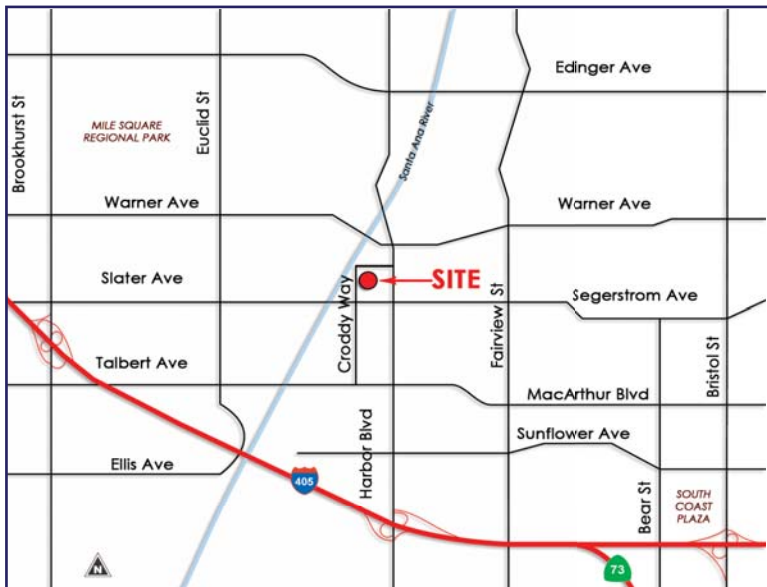 Edinger Ave
Brookhurst St
MILE SQUARE
REGIONAL PARK
Euclid St
Santa Ana River
Warner Ave
Warner Ave
Slater Ave
Croddy Way
SITE
Fairview St
Segerstrom Ave
Talbert Ave
Bristol St
MacArthur Blvd
Sunflower Ave
Ellis Ave
405
Harbor Blvd
Bear St
SOUTH
COAST
PLAZA
N
73